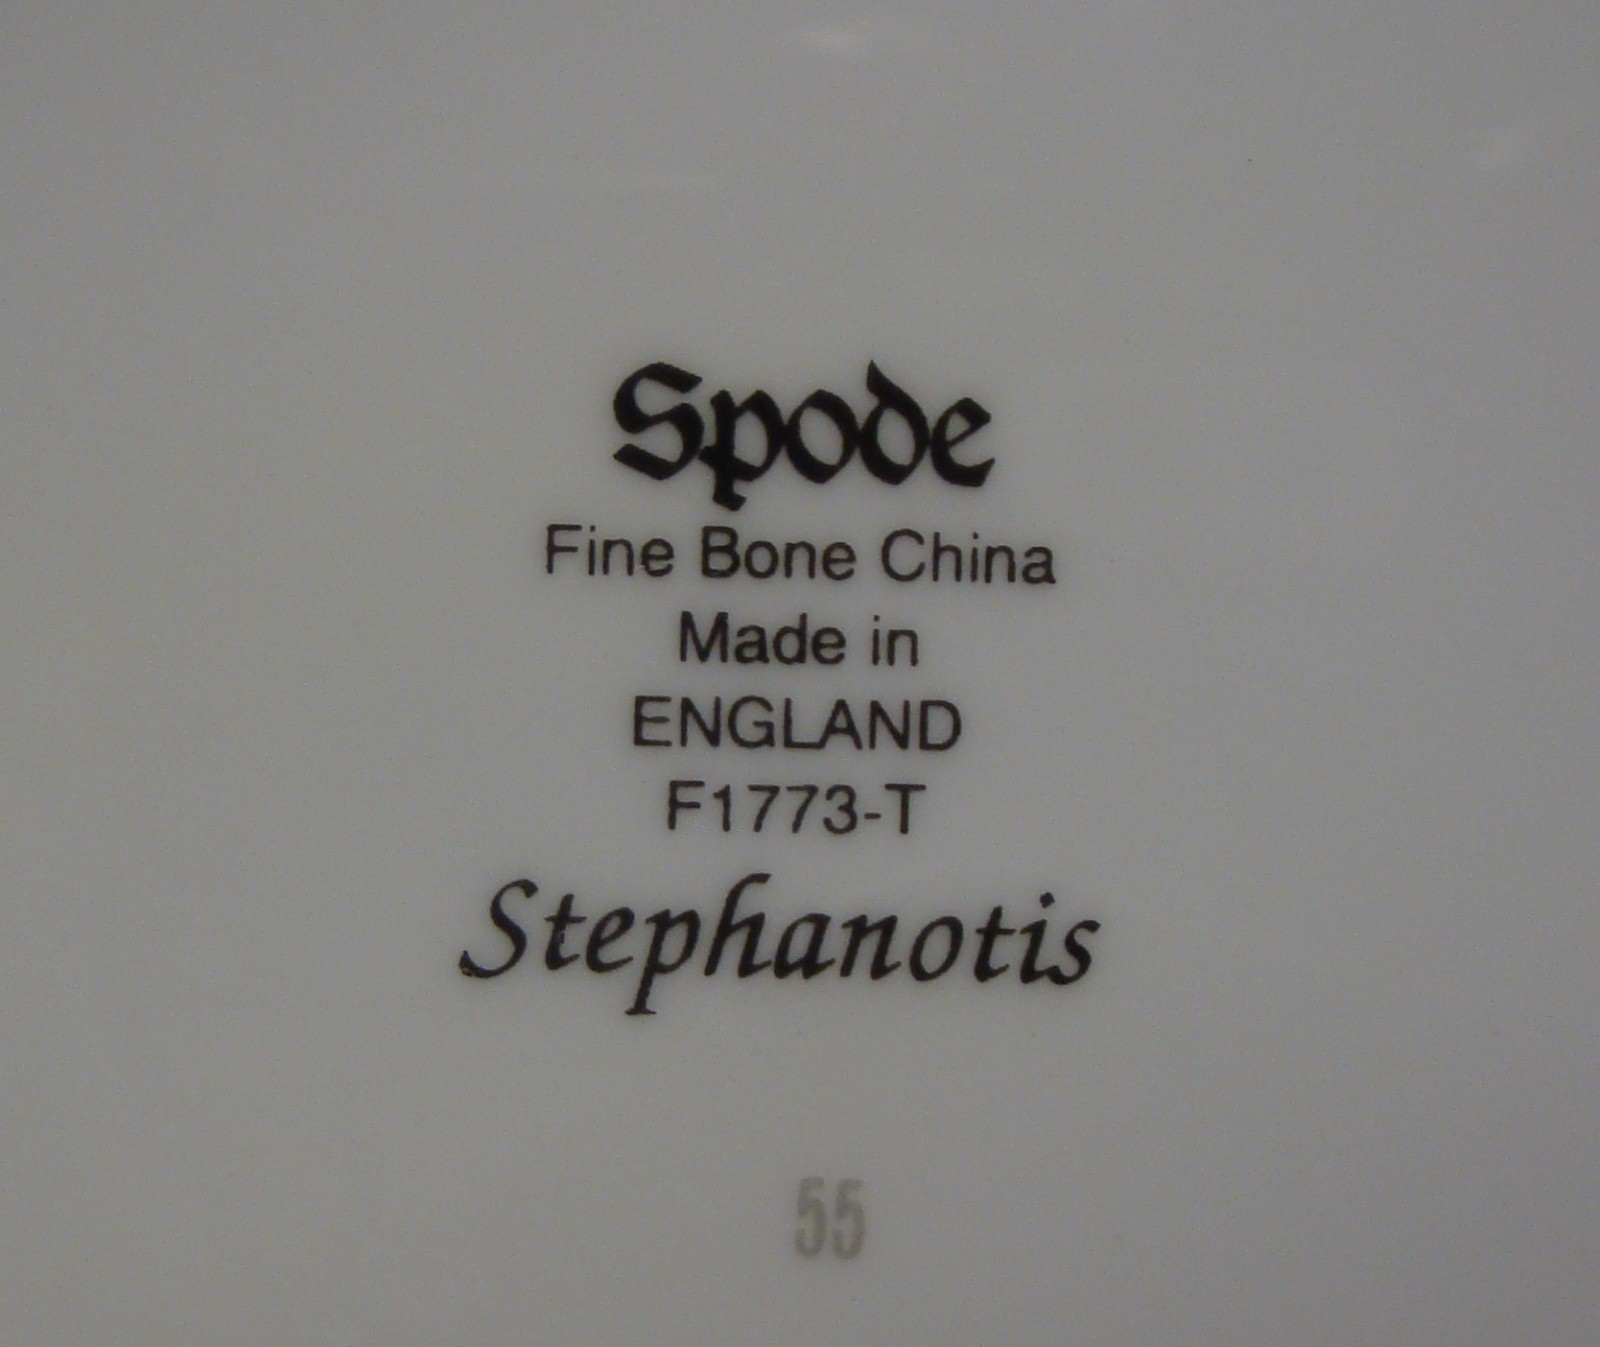 Spode
Fine Bone China
Made in
ENGLAND
F1773-T
Stephanotis
55